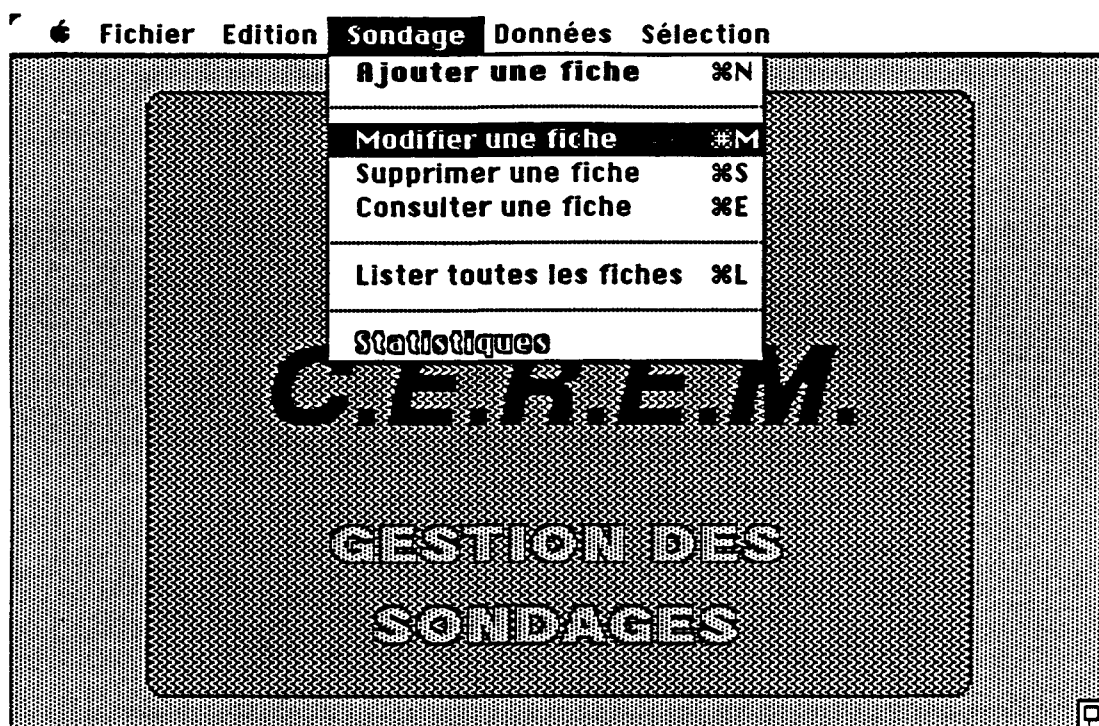 Fichier Edition Sondage Données Sélection
Ajouter une fiche ⌘N
Modifier une fiche ⌘M
Supprimer une fiche ⌘S
Consulter une fiche ⌘E
Lister toutes les fiches ⌘L
Statistiques
C.E.R.E.M.
GESTION DES
SONDAGES